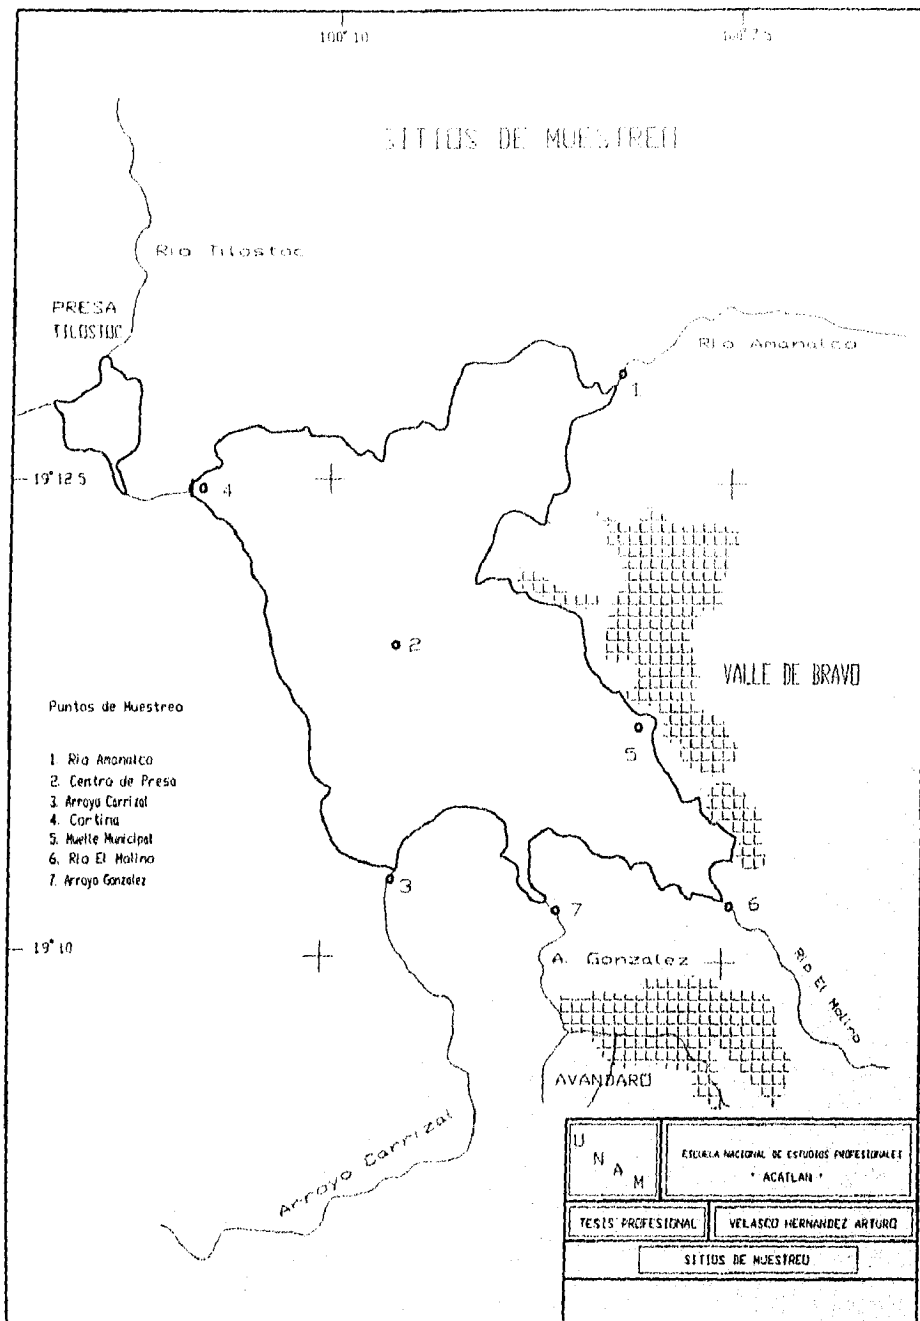 100° 10
100° 7.5
SITIOS DE MUESTREO
Rio Tilostoc
PRESA
TILOSTOC
Rio Amanalco
1
19° 12.5
4
2
VALLE DE BRAVO
5
Puntos de Muestreo
1. Rio Amanalco
2. Centro de Presa
3. Arroyo Carrizal
4. Cortina
5. Muelle Municipal
6. Rio El Molino
7. Arroyo Gonzalez
3
7
6
19° 10
A. Gonzalez
Rio El Molino
AVANDARO
Arroyo Carrizal
U N A M
ESCUELA NACIONAL DE ESTUDIOS PROFESIONALES
" ACATLAN "
TESIS PROFESIONAL
VELASCO HERNANDEZ ARTURO
SITIOS DE MUESTREO